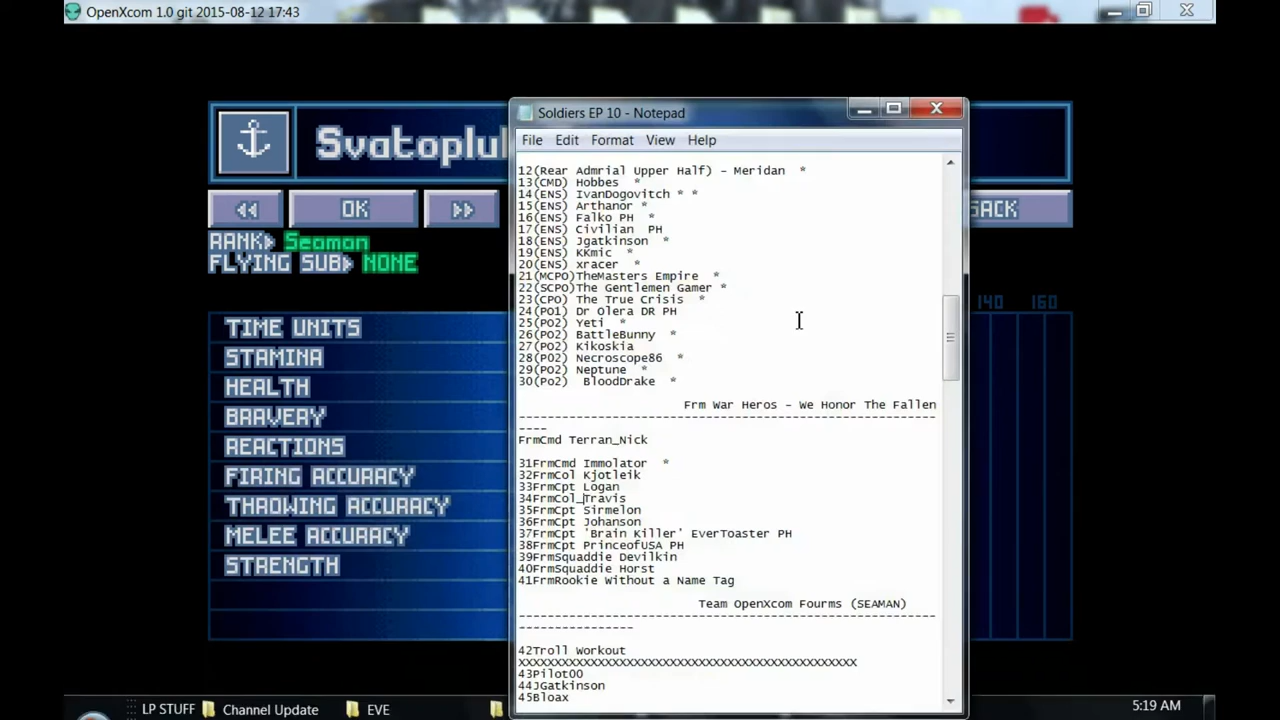 OpenXcom 1.0 git 2015-08-12 17:43
Svatoplu
OK
SACK
RANK> Seaman
FLYING SUB> NONE
140 160
TIME UNITS
STAMINA
HEALTH
BRAVERY
REACTIONS
FIRING ACCURACY
THROWING ACCURACY
MELEE ACCURACY
STRENGTH
Soldiers EP 10 - Notepad
File Edit Format View Help
12(Rear Admrial Upper Half) - Meridan *
13(CMD) Hobbes *
14(ENS) IvanDogovitch * *
15(ENS) Arthanor *
16(ENS) Falko PH *
17(ENS) Civilian PH
18(ENS) Jgatkinson *
19(ENS) KKmic *
20(ENS) xracer *
21(MCPO)TheMasters Empire *
22(SCPO)The Gentlemen Gamer *
23(CPO) The True Crisis *
24(PO1) Dr Olera DR PH
25(PO2) Yeti *
26(PO2) BattleBunny *
27(PO2) Kikoskia
28(PO2) Necroscope86 *
29(PO2) Neptune *
30(Po2) BloodDrake *
Frm War Heros - We Honor The Fallen
--------------------------------------------------------
----
FrmCmd Terran_Nick
31FrmCmd Immolator *
32FrmCol Kjotleik
33FrmCpt Logan
34FrmCol_Travis
35FrmCpt Sirmelon
36FrmCpt Johanson
37FrmCpt 'Brain Killer' EverToaster PH
38FrmCpt PrinceofUSA PH
39FrmSquaddie Devilkin
40FrmSquaddie Horst
41FrmRookie Without a Name Tag
Team OpenXcom Fourms (SEAMAN)
--------------------------------------------------------
----------------
42Troll Workout
xxxxxxxxxxxxxxxxxxxxxxxxxxxxxxxxxxxxxxxxxxxxxxx
43Pilot00
44JGatkinson
45Bloax
LP STUFF Channel Update EVE 5:19 AM